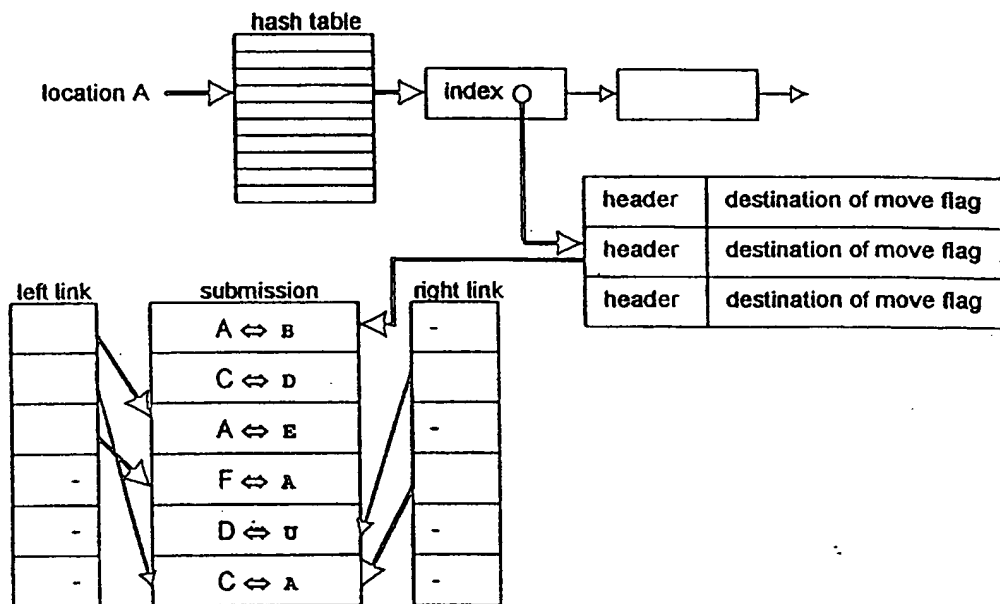 hash table
location A
index
header destination of move flag
header destination of move flag
header destination of move flag
left link submission right link
A ⇔ B -
C ⇔ D
A ⇔ E -
- F ⇔ A
- D ⇔ U -
- C ⇔ A -